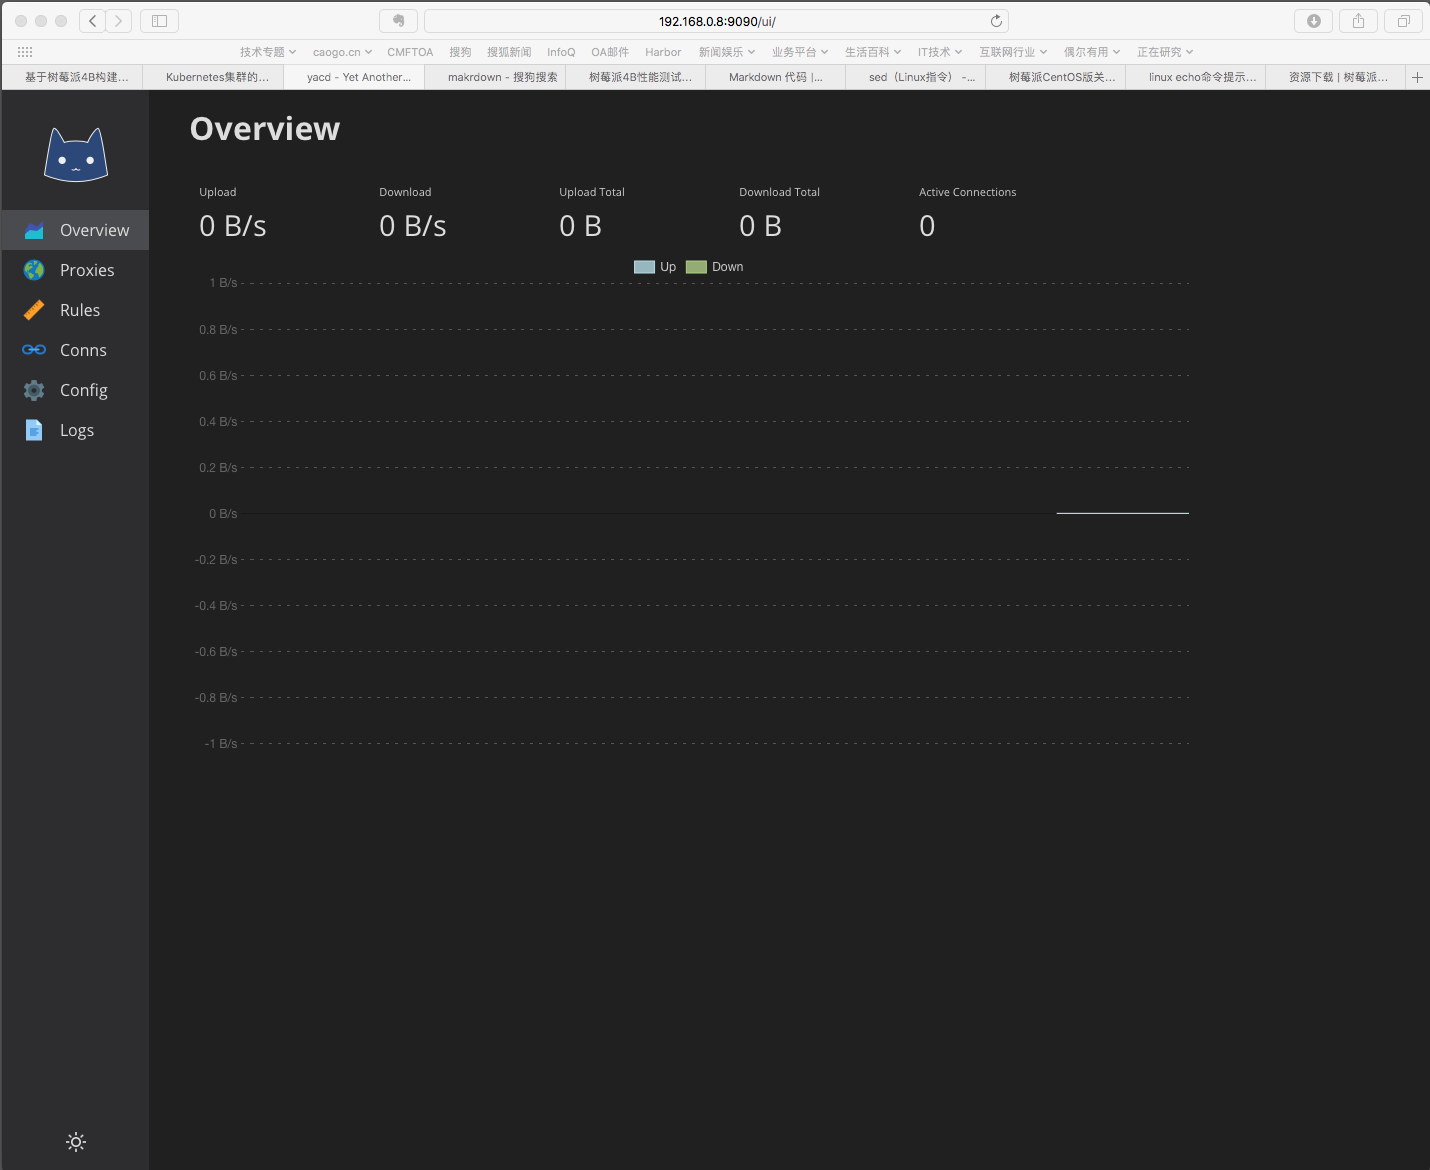 192.168.0.8:9090/ui/
技术专题 caogo.cn CMFTOA 搜狗 搜狐新闻 InfoQ OA邮件 Harbor 新闻娱乐 业务平台 生活百科 IT技术 互联网行业 偶尔有用 正在研究
基于树莓派4B构建... Kubernetes集群的... yacd - Yet Another... makrdown - 搜狗搜索 树莓派4B性能测试... Markdown 代码 |... sed（Linux指令） -... 树莓派CentOS版关... linux echo命令提示... 资源下载 | 树莓派...
Overview
Upload Download Upload Total Download Total Active Connections
0 B/s 0 B/s 0 B 0 B 0
Overview
Proxies
Rules
Conns
Config
Logs
Up Down
1 B/s
0.8 B/s
0.6 B/s
0.4 B/s
0.2 B/s
0 B/s
-0.2 B/s
-0.4 B/s
-0.6 B/s
-0.8 B/s
-1 B/s